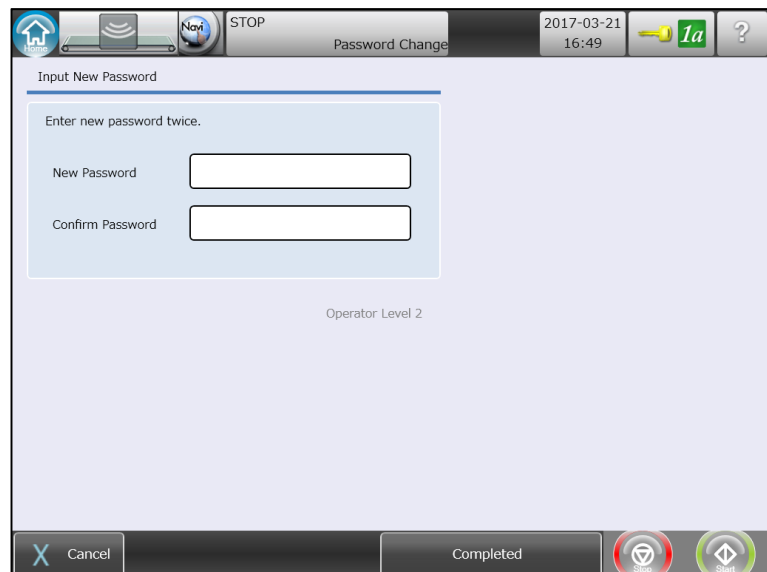 Home
Navi
STOP
Password Change
2017-03-21
16:49
1a
?
Input New Password
Enter new password twice.
New Password
Confirm Password
Operator Level 2
X Cancel
Completed
Stop
Start